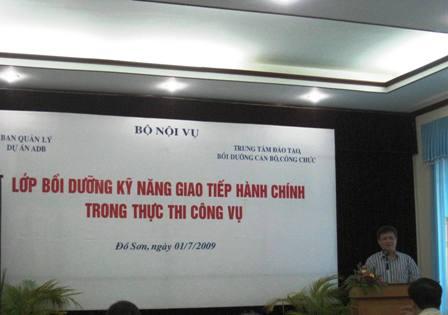 BỘ NỘI VỤ
BAN QUẢN LÝ
DỰ ÁN ADB
TRUNG TÂM ĐÀO TẠO,
BỒI DƯỠNG CÁN BỘ, CÔNG CHỨC
LỚP BỒI DƯỠNG KỸ NĂNG GIAO TIẾP HÀNH CHÍNH
TRONG THỰC THI CÔNG VỤ
Đồ Sơn, ngày 01/7/2009